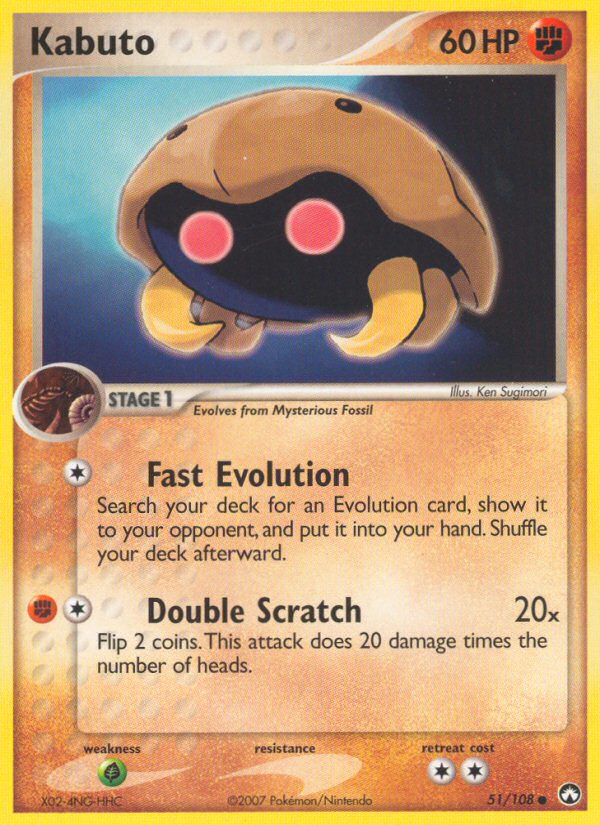 Kabuto 60 HP
Illus. Ken Sugimori
STAGE 1
Evolves from Mysterious Fossil
Fast Evolution
Search your deck for an Evolution card, show it
to your opponent, and put it into your hand. Shuffle
your deck afterward.
Double Scratch 20x
Flip 2 coins. This attack does 20 damage times the
number of heads.
weakness resistance retreat cost
X02-4NG-HHC ©2007 Pokémon/Nintendo 51/108